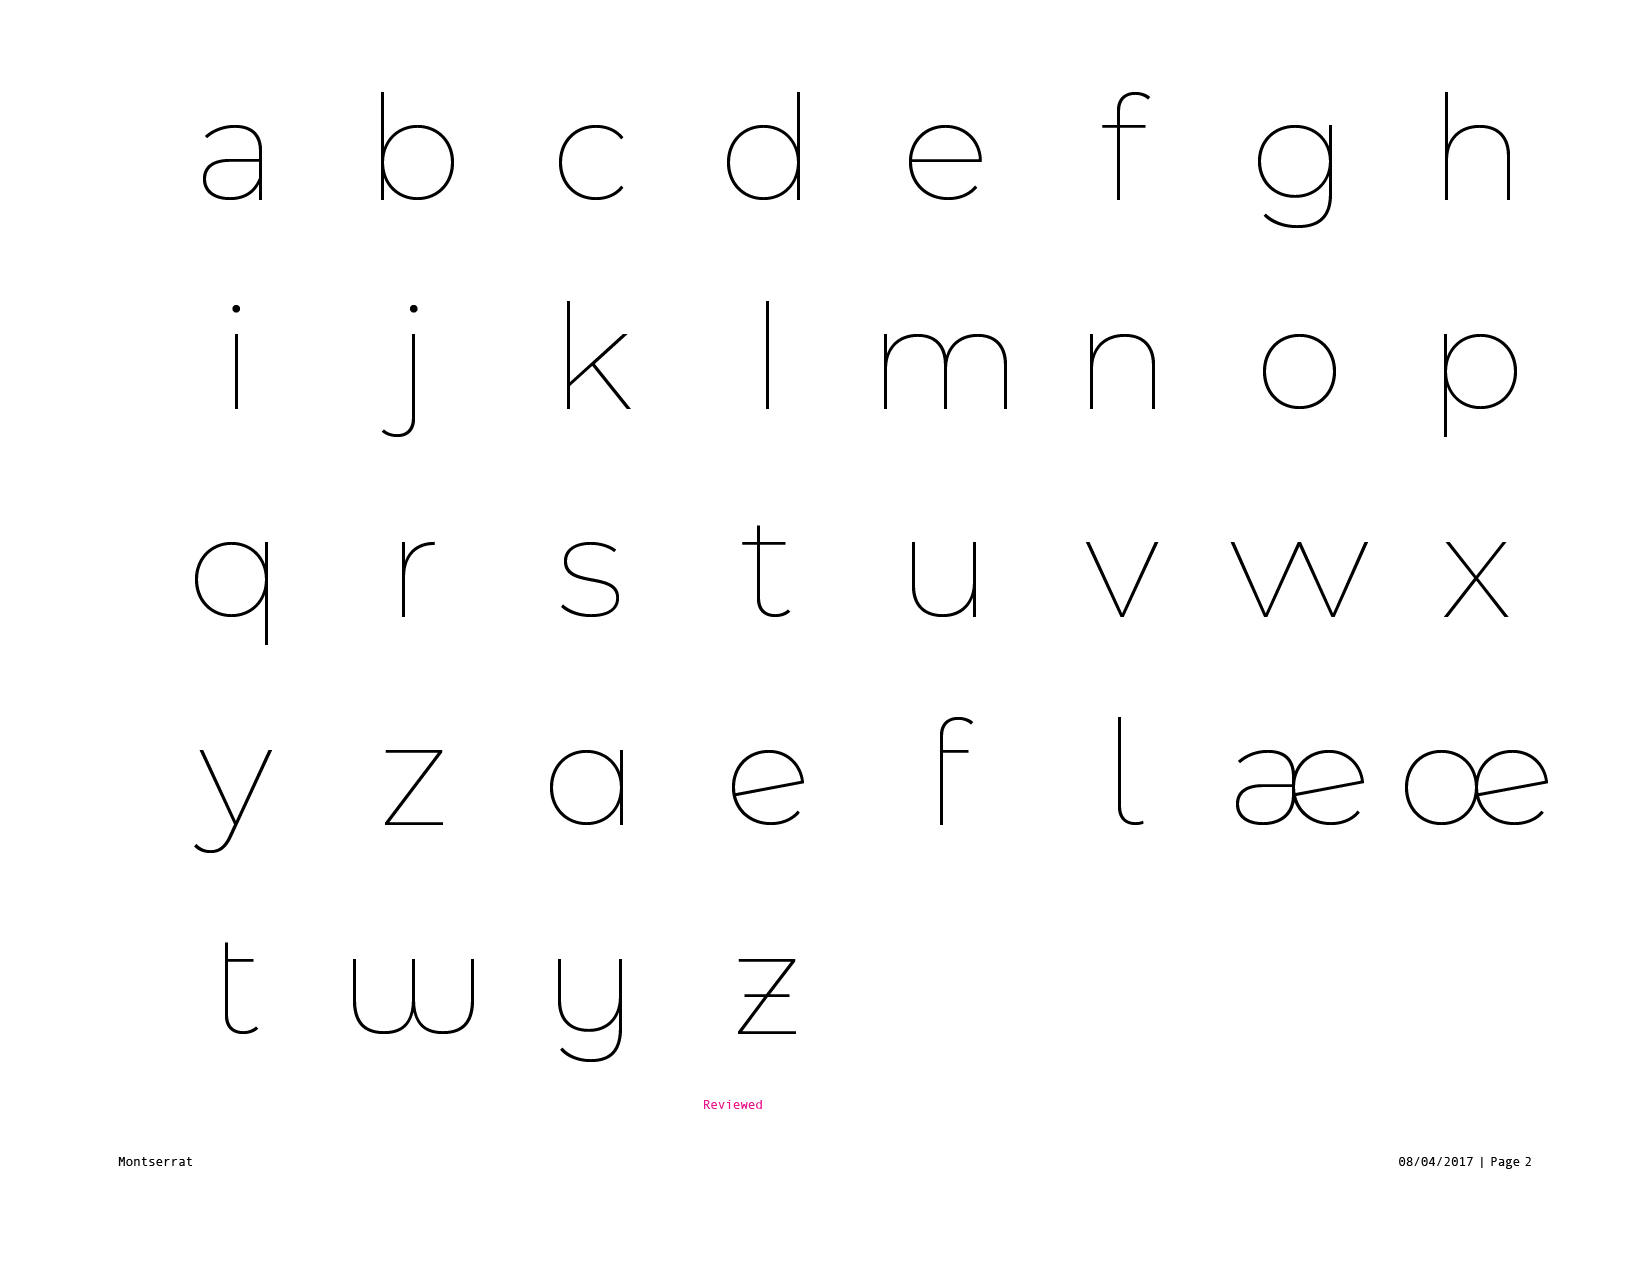 a b c d e f g h
i j k l m n o p
q r s t u v w x
y z a e f l æ œ
t w y ƶ
Reviewed
Montserrat 08/04/2017 | Page 2